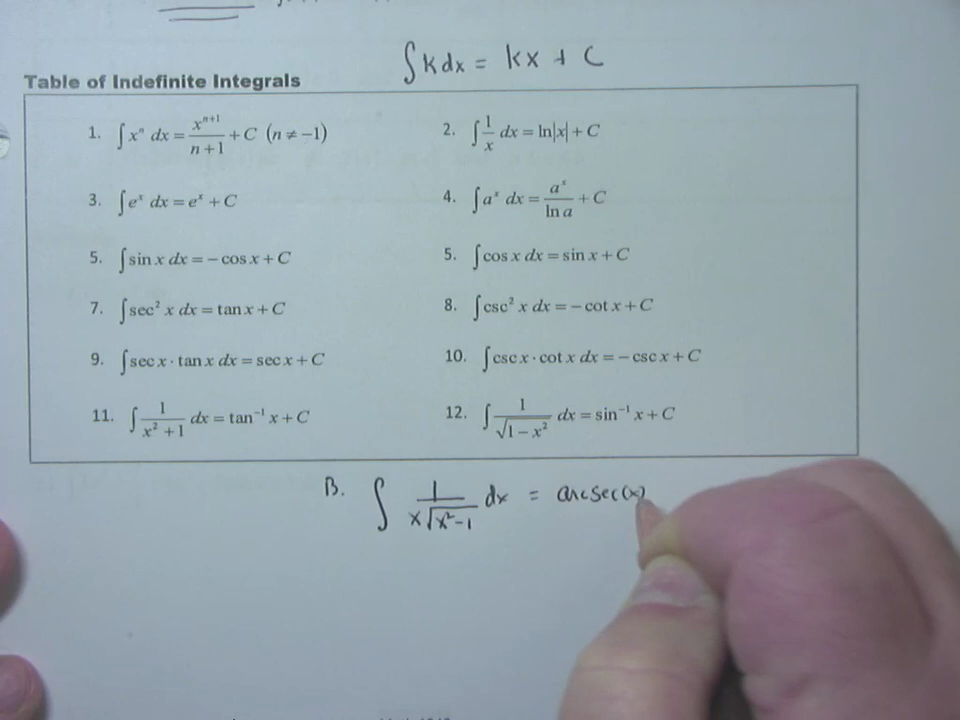 ∫ k dx = kx + C
Table of Indefinite Integrals
1. ∫ xⁿ dx = xⁿ⁺¹/(n+1) + C (n ≠ −1)
2. ∫ 1/x dx = ln|x| + C
3. ∫ eˣ dx = eˣ + C
4. ∫ aˣ dx = aˣ/ln a + C
5. ∫ sin x dx = − cos x + C
5. ∫ cos x dx = sin x + C
7. ∫ sec² x dx = tan x + C
8. ∫ csc² x dx = − cot x + C
9. ∫ sec x · tan x dx = sec x + C
10. ∫ csc x · cot x dx = − csc x + C
11. ∫ 1/(x² + 1) dx = tan⁻¹ x + C
12. ∫ 1/√(1 − x²) dx = sin⁻¹ x + C
13. ∫ 1/(x√(x²−1)) dx = arcsec(x)